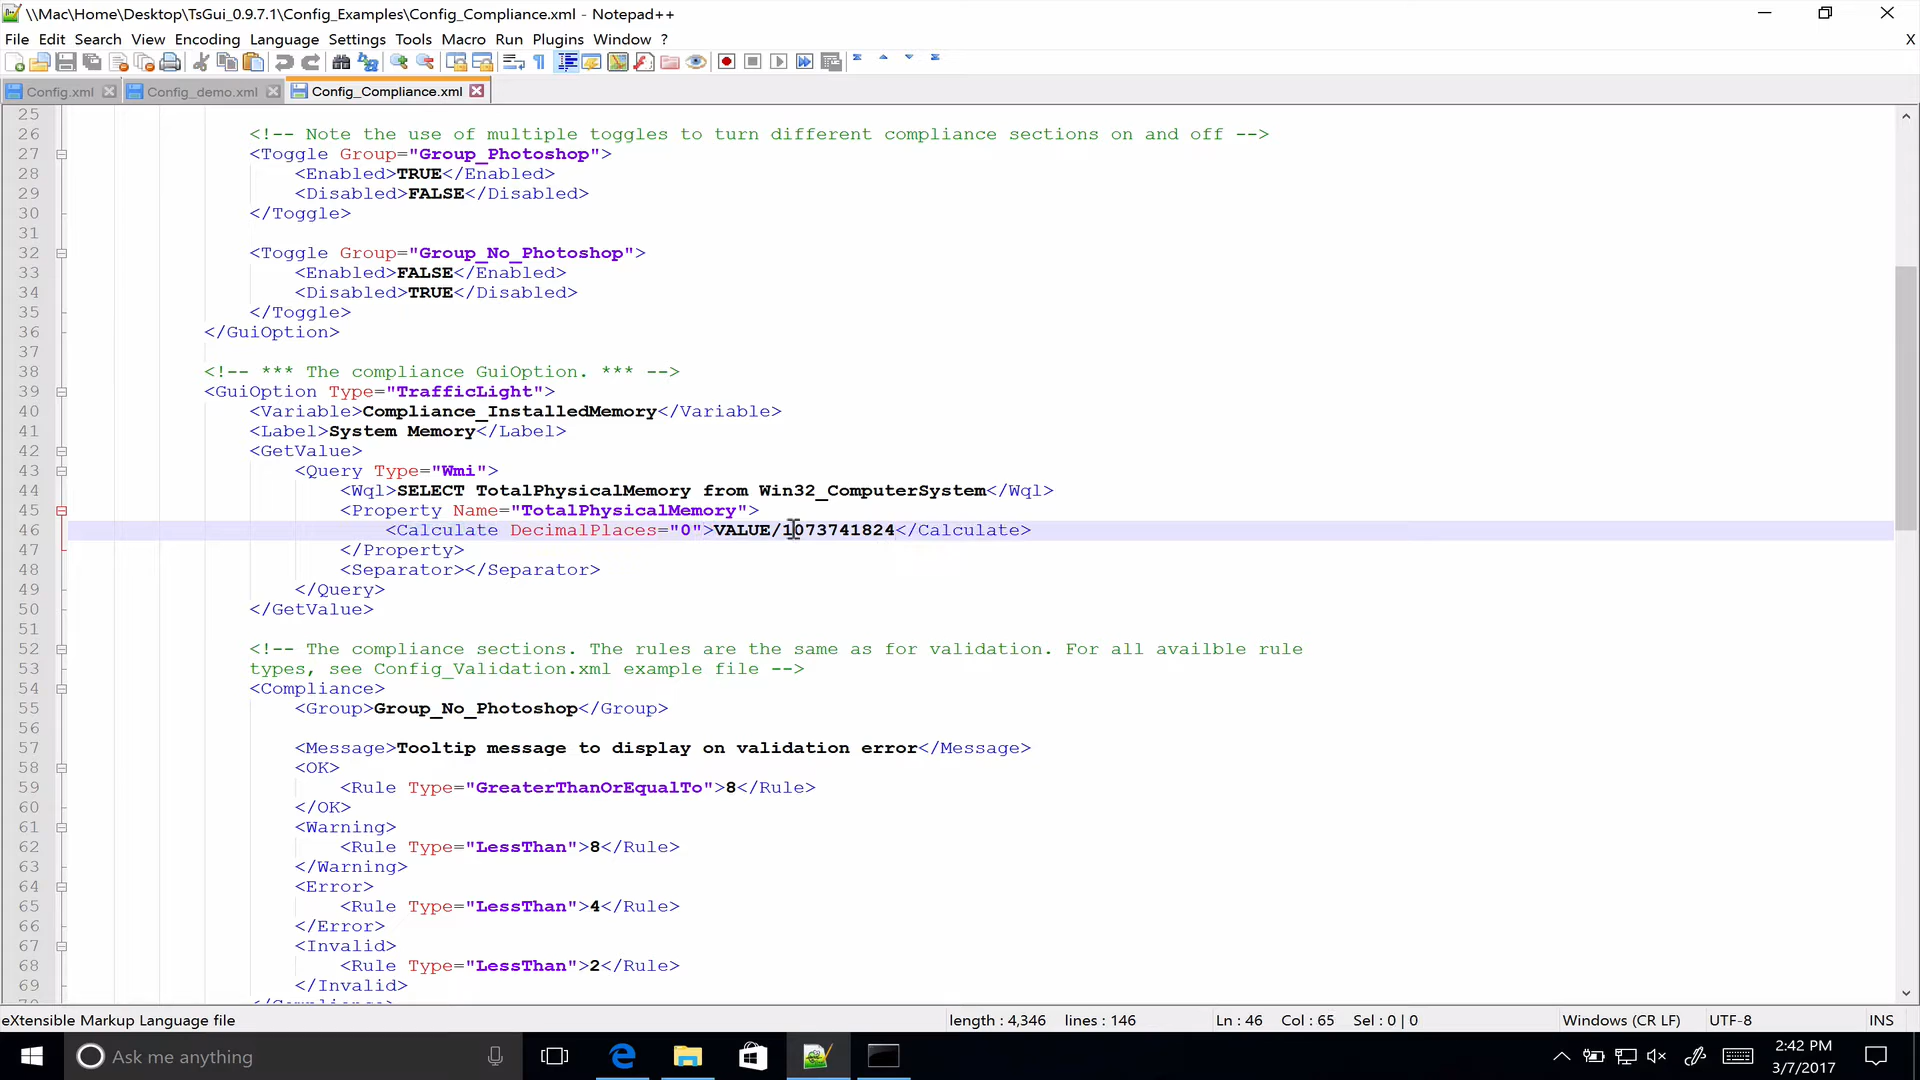 \\Mac\Home\Desktop\TsGui_0.9.7.1\Config_Examples\Config_Compliance.xml - Notepad++
File Edit Search View Encoding Language Settings Tools Macro Run Plugins Window ? X
Config.xml Config_demo.xml Config_Compliance.xml
25
26 <!-- Note the use of multiple toggles to turn different compliance sections on and off -->
27 <Toggle Group="Group_Photoshop">
28 <Enabled>TRUE</Enabled>
29 <Disabled>FALSE</Disabled>
30 </Toggle>
31
32 <Toggle Group="Group_No_Photoshop">
33 <Enabled>FALSE</Enabled>
34 <Disabled>TRUE</Disabled>
35 </Toggle>
36 </GuiOption>
37
38 <!-- *** The compliance GuiOption. *** -->
39 <GuiOption Type="TrafficLight">
40 <Variable>Compliance_InstalledMemory</Variable>
41 <Label>System Memory</Label>
42 <GetValue>
43 <Query Type="Wmi">
44 <Wql>SELECT TotalPhysicalMemory from Win32_ComputerSystem</Wql>
45 <Property Name="TotalPhysicalMemory">
46 <Calculate DecimalPlaces="0">VALUE/1073741824</Calculate>
47 </Property>
48 <Separator></Separator>
49 </Query>
50 </GetValue>
51
52 <!-- The compliance sections. The rules are the same as for validation. For all availble rule
53 types, see Config_Validation.xml example file -->
54 <Compliance>
55 <Group>Group_No_Photoshop</Group>
56
57 <Message>Tooltip message to display on validation error</Message>
58 <OK>
59 <Rule Type="GreaterThanOrEqualTo">8</Rule>
60 </OK>
61 <Warning>
62 <Rule Type="LessThan">8</Rule>
63 </Warning>
64 <Error>
65 <Rule Type="LessThan">4</Rule>
66 </Error>
67 <Invalid>
68 <Rule Type="LessThan">2</Rule>
69 </Invalid>
eXtensible Markup Language file length : 4,346 lines : 146 Ln : 46 Col : 65 Sel : 0 | 0 Windows (CR LF) UTF-8 INS
Ask me anything
2:42 PM
3/7/2017